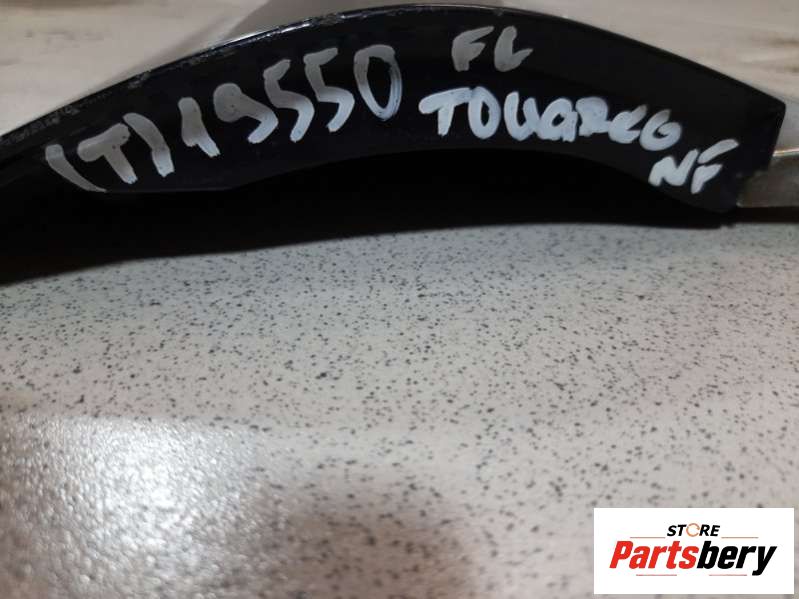 (T) 19550 FL
TOUAREG
NF
STORE
Partsbery